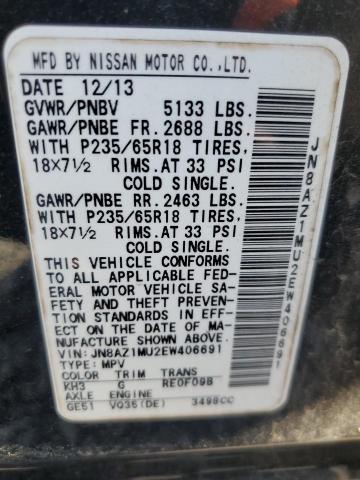 MFD BY NISSAN MOTOR CO.,LTD.
DATE 12/13
GVWR/PNBV 5133 LBS.
GAWR/PNBE FR. 2688 LBS.
WITH P235/65R18 TIRES,
18×7½ RIMS. AT 33 PSI
COLD SINGLE.
GAWR/PNBE RR. 2463 LBS.
WITH P235/65R18 TIRES,
18×7½ RIMS. AT 33 PSI
COLD SINGLE.
THIS VEHICLE CONFORMS
TO ALL APPLICABLE FED-
ERAL MOTOR VEHICLE SA-
FETY AND THEFT PREVEN-
TION STANDARDS IN EFF-
ECT ON THE DATE OF MA-
NUFACTURE SHOWN ABOVE.
VIN: JN8AZ1MU2EW406691
TYPE: MPV
COLOR TRIM TRANS
KH3 G RE0F09B
AXLE ENGINE
GE51 VQ35(DE) 3498CC
JN8AZ1MU2EW406691